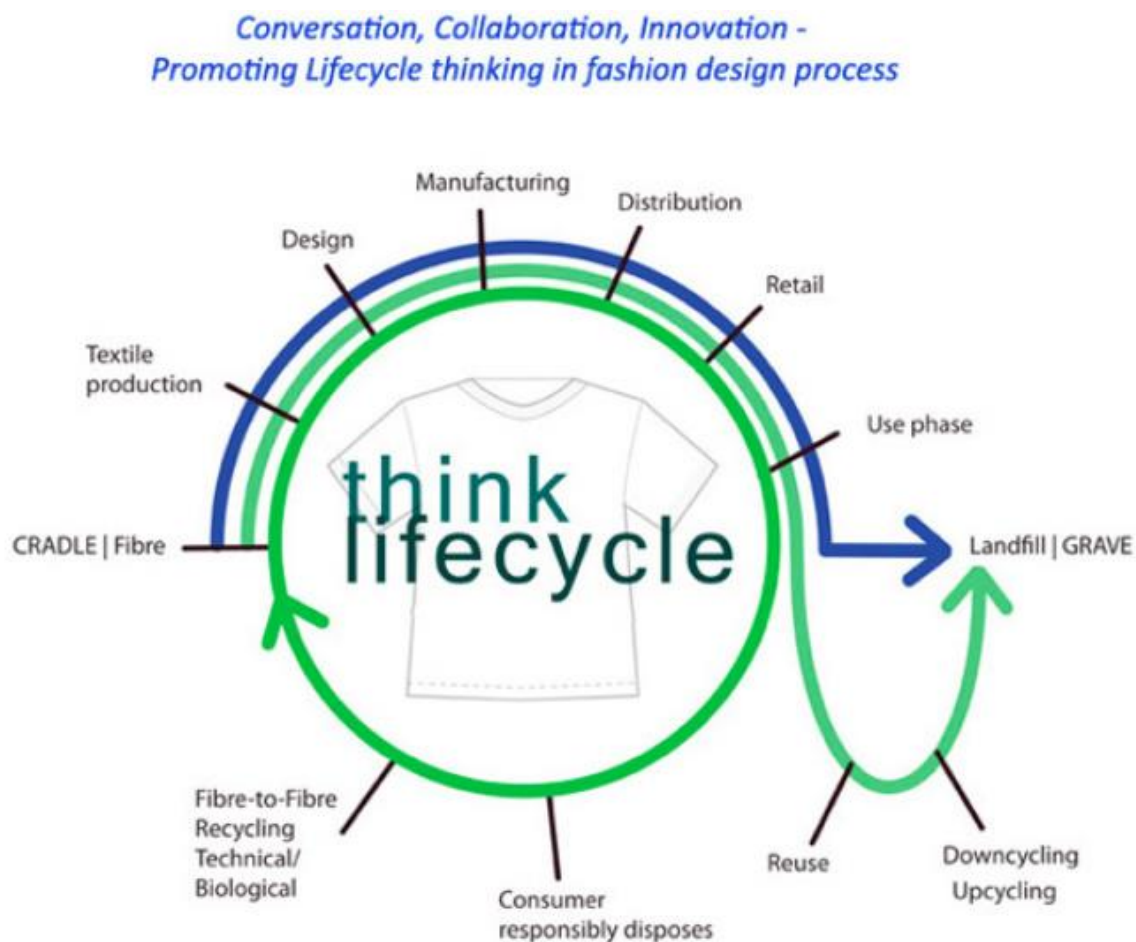 Conversation, Collaboration, Innovation -
Promoting Lifecycle thinking in fashion design process
Manufacturing
Distribution
Design
Retail
Textile
production
Use phase
think
lifecycle
CRADLE | Fibre
Landfill | GRAVE
Fibre-to-Fibre
Recycling
Technical/
Biological
Consumer
responsibly disposes
Reuse
Downcycling
Upcycling